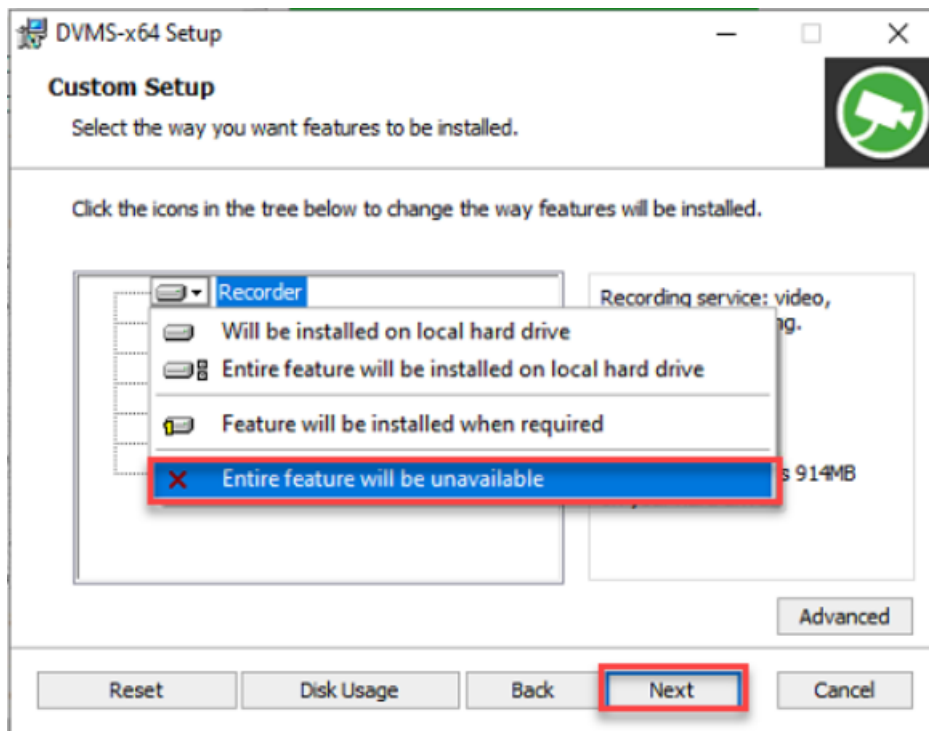 DVMS-x64 Setup
Custom Setup
Select the way you want features to be installed.
Click the icons in the tree below to change the way features will be installed.
Recorder
Recording service: video,
Will be installed on local hard drive
Entire feature will be installed on local hard drive
Feature will be installed when required
Entire feature will be unavailable
914MB
Advanced
Reset
Disk Usage
Back
Next
Cancel